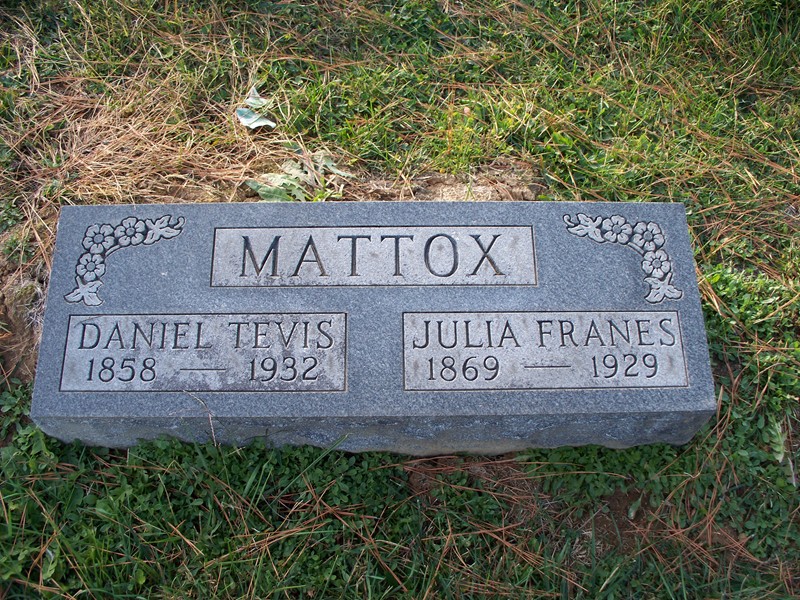 MATTOX
DANIEL TEVIS
1858 — 1932
JULIA FRANES
1869 — 1929